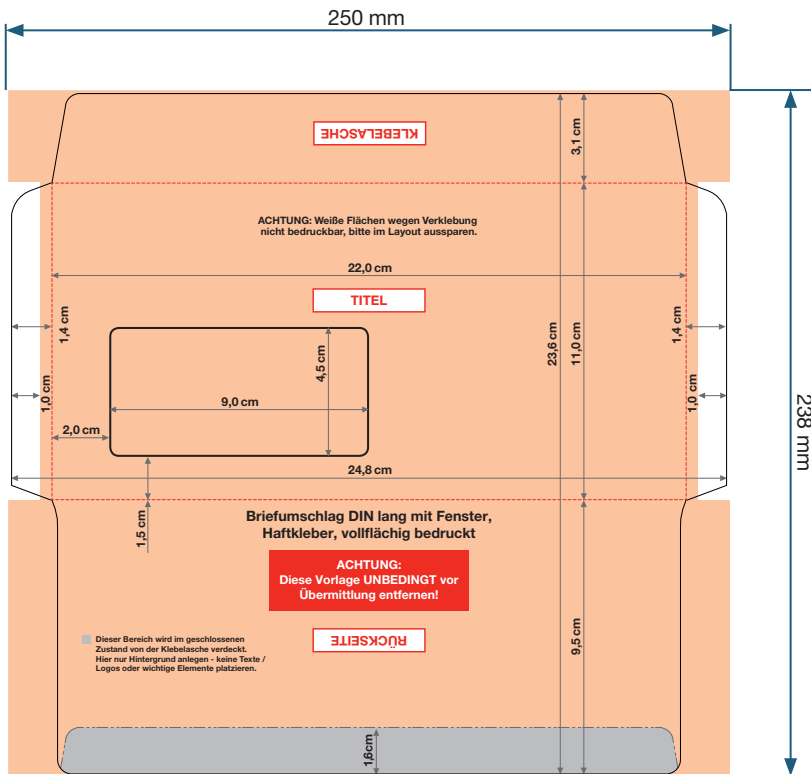 250 mm
KLEBELASCHE
3,1 cm
ACHTUNG: Weiße Flächen wegen Verklebung
nicht bedruckbar, bitte im Layout aussparen.
22,0 cm
TITEL
1,4 cm
4,5 cm
23,6 cm
11,0 cm
1,4 cm
1,0 cm
9,0 cm
1,0 cm
238 mm
2,0 cm
24,8 cm
1,5 cm
Briefumschlag DIN lang mit Fenster,
Haftkleber, vollflächig bedruckt
ACHTUNG:
Diese Vorlage UNBEDINGT vor
Übermittlung entfernen!
RÜCKSEITE
9,5 cm
Dieser Bereich wird im geschlossenen
Zustand von der Klebelasche verdeckt.
Hier nur Hintergrund anlegen - keine Texte /
Logos oder wichtige Elemente platzieren.
1,6cm